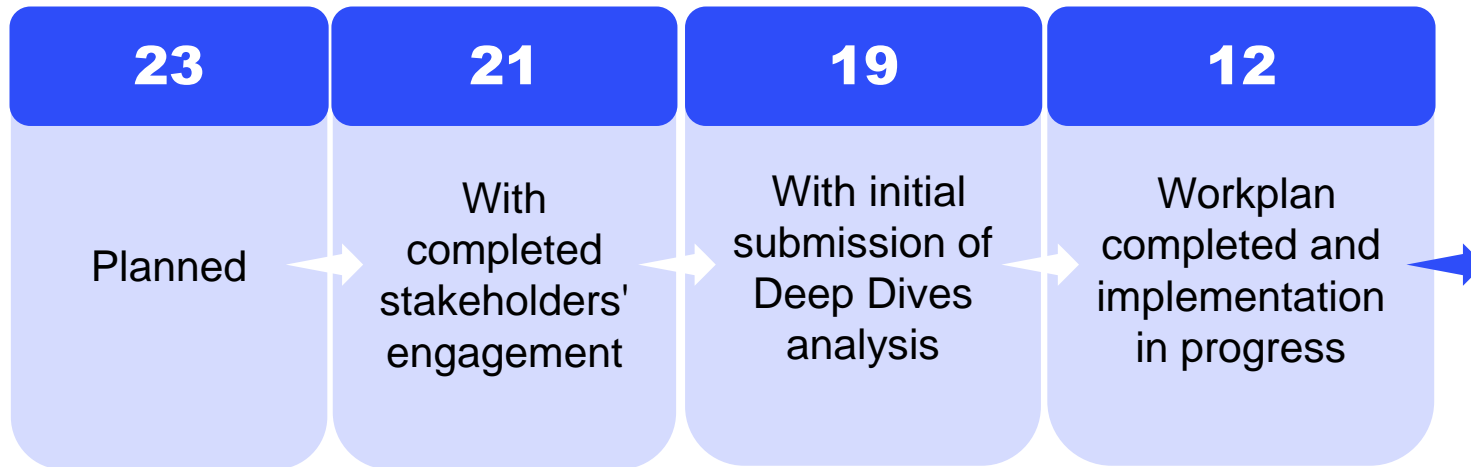 23
Planned
21
With
completed
stakeholders'
engagement
19
With initial
submission of
Deep Dives
analysis
12
Workplan
completed and
implementation
in progress